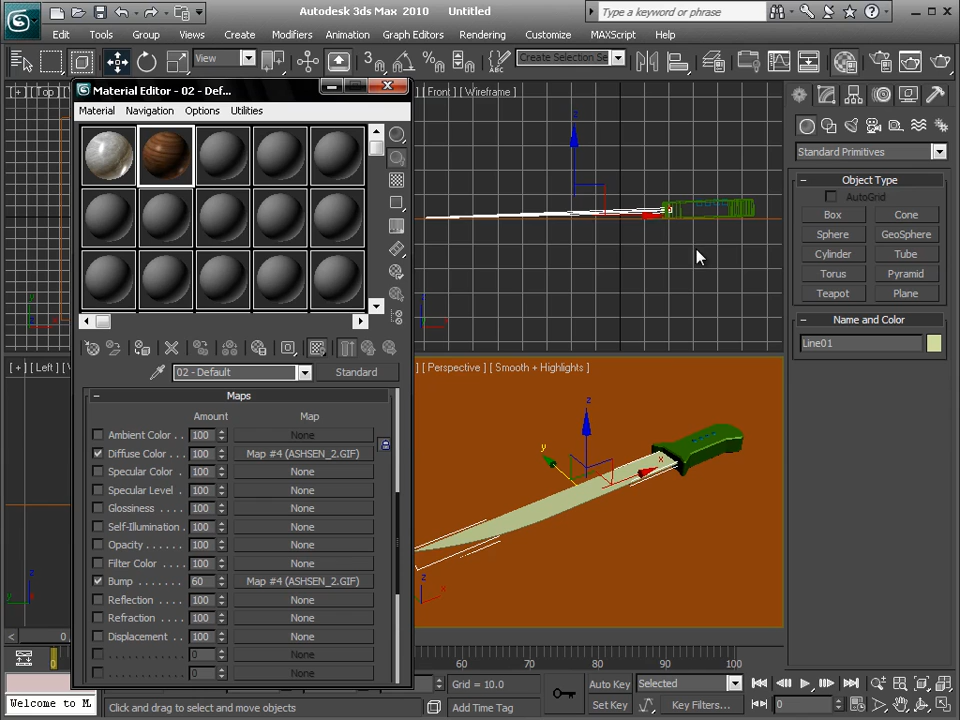 Autodesk 3ds Max 2010 Untitled
Type a keyword or phrase
Edit Tools Group Views Create Modifiers Animation Graph Editors Rendering Customize MAXScript Help
View
3
Create Selection Se
Material Editor - 02 - Def...
Material Navigation Options Utilities
[ + ] [ Top ]
[ Front ] [ Wireframe ]
Standard Primitives
Object Type
AutoGrid
Box Cone
Sphere GeoSphere
Cylinder Tube
Torus Pyramid
Teapot Plane
Name and Color
Line01
z
x
y
[ + ] [ Left ]
[ Perspective ] [ Smooth + Highlights ]
02 - Default Standard
Maps
Amount Map
Ambient Color . . 100 None
Diffuse Color . . . 100 Map #4 (ASHSEN_2.GIF)
Specular Color . 100 None
Specular Level . 100 None
Glossiness . . . . 100 None
Self-Illumination . 100 None
Opacity . . . . . . 100 None
Filter Color . . . . 100 None
Bump . . . . . . . 60 Map #4 (ASHSEN_2.GIF)
Reflection . . . . 100 None
Refraction . . . . 100 None
Displacement . . 100 None
. . . . . . . . . . . . 0 None
. . . . . . . . . . . . 0 None
z
y
x
z
x
z
y
0
60 70 80 90 100
Grid = 10.0
Auto Key Selected
Set Key Key Filters... 0
Welcome to M
Click and drag to select and move objects
Add Time Tag